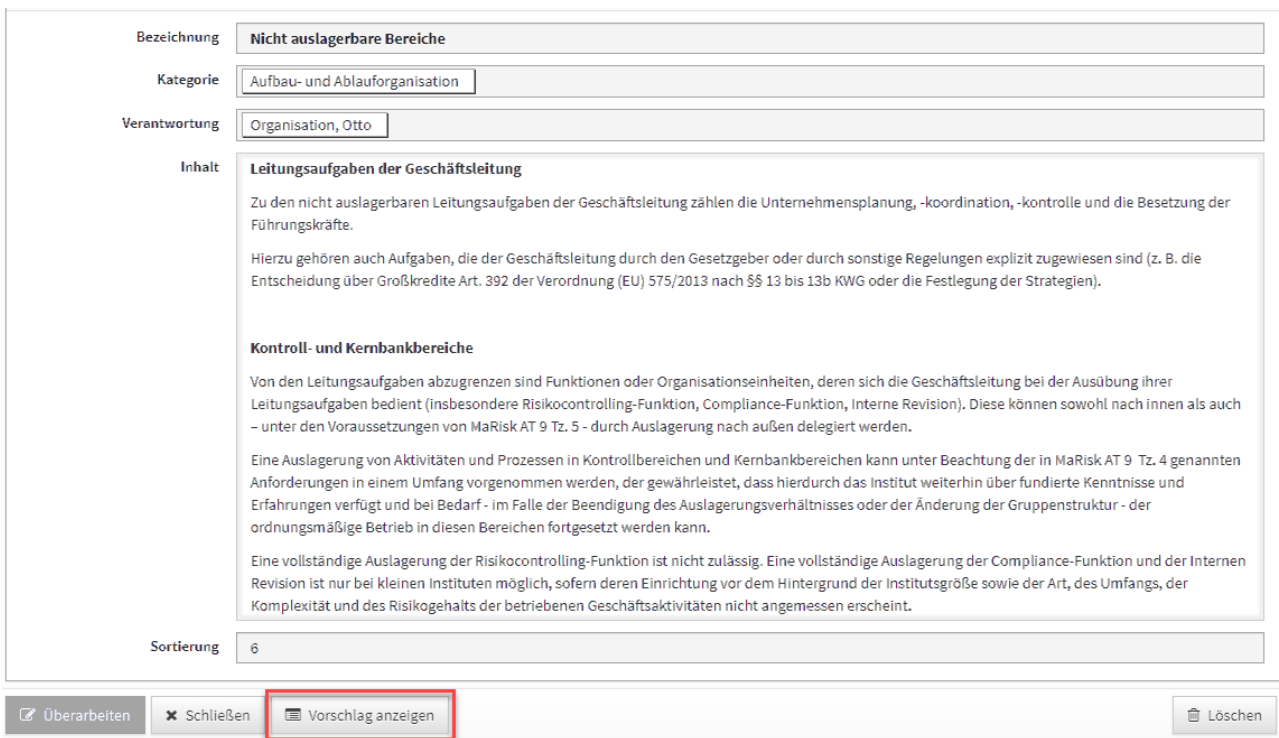 Bezeichnung Nicht auslagerbare Bereiche
Kategorie Aufbau- und Ablauforganisation
Verantwortung Organisation, Otto
Inhalt Leitungsaufgaben der Geschäftsleitung
Zu den nicht auslagerbaren Leitungsaufgaben der Geschäftsleitung zählen die Unternehmensplanung, -koordination, -kontrolle und die Besetzung der
Führungskräfte.
Hierzu gehören auch Aufgaben, die der Geschäftsleitung durch den Gesetzgeber oder durch sonstige Regelungen explizit zugewiesen sind (z. B. die
Entscheidung über Großkredite Art. 392 der Verordnung (EU) 575/2013 nach §§ 13 bis 13b KWG oder die Festlegung der Strategien).
Kontroll- und Kernbankbereiche
Von den Leitungsaufgaben abzugrenzen sind Funktionen oder Organisationseinheiten, deren sich die Geschäftsleitung bei der Ausübung ihrer
Leitungsaufgaben bedient (insbesondere Risikocontrolling-Funktion, Compliance-Funktion, Interne Revision). Diese können sowohl nach innen als auch
– unter den Voraussetzungen von MaRisk AT 9 Tz. 5 - durch Auslagerung nach außen delegiert werden.
Eine Auslagerung von Aktivitäten und Prozessen in Kontrollbereichen und Kernbankbereichen kann unter Beachtung der in MaRisk AT 9 Tz. 4 genannten
Anforderungen in einem Umfang vorgenommen werden, der gewährleistet, dass hierdurch das Institut weiterhin über fundierte Kenntnisse und
Erfahrungen verfügt und bei Bedarf - im Falle der Beendigung des Auslagerungsverhältnisses oder der Änderung der Gruppenstruktur - der
ordnungsmäßige Betrieb in diesen Bereichen fortgesetzt werden kann.
Eine vollständige Auslagerung der Risikocontrolling-Funktion ist nicht zulässig. Eine vollständige Auslagerung der Compliance-Funktion und der Internen
Revision ist nur bei kleinen Instituten möglich, sofern deren Einrichtung vor dem Hintergrund der Institutsgröße sowie der Art, des Umfangs, der
Komplexität und des Risikogehalts der betriebenen Geschäftsaktivitäten nicht angemessen erscheint.
Sortierung 6
Überarbeiten Schließen Vorschlag anzeigen Löschen